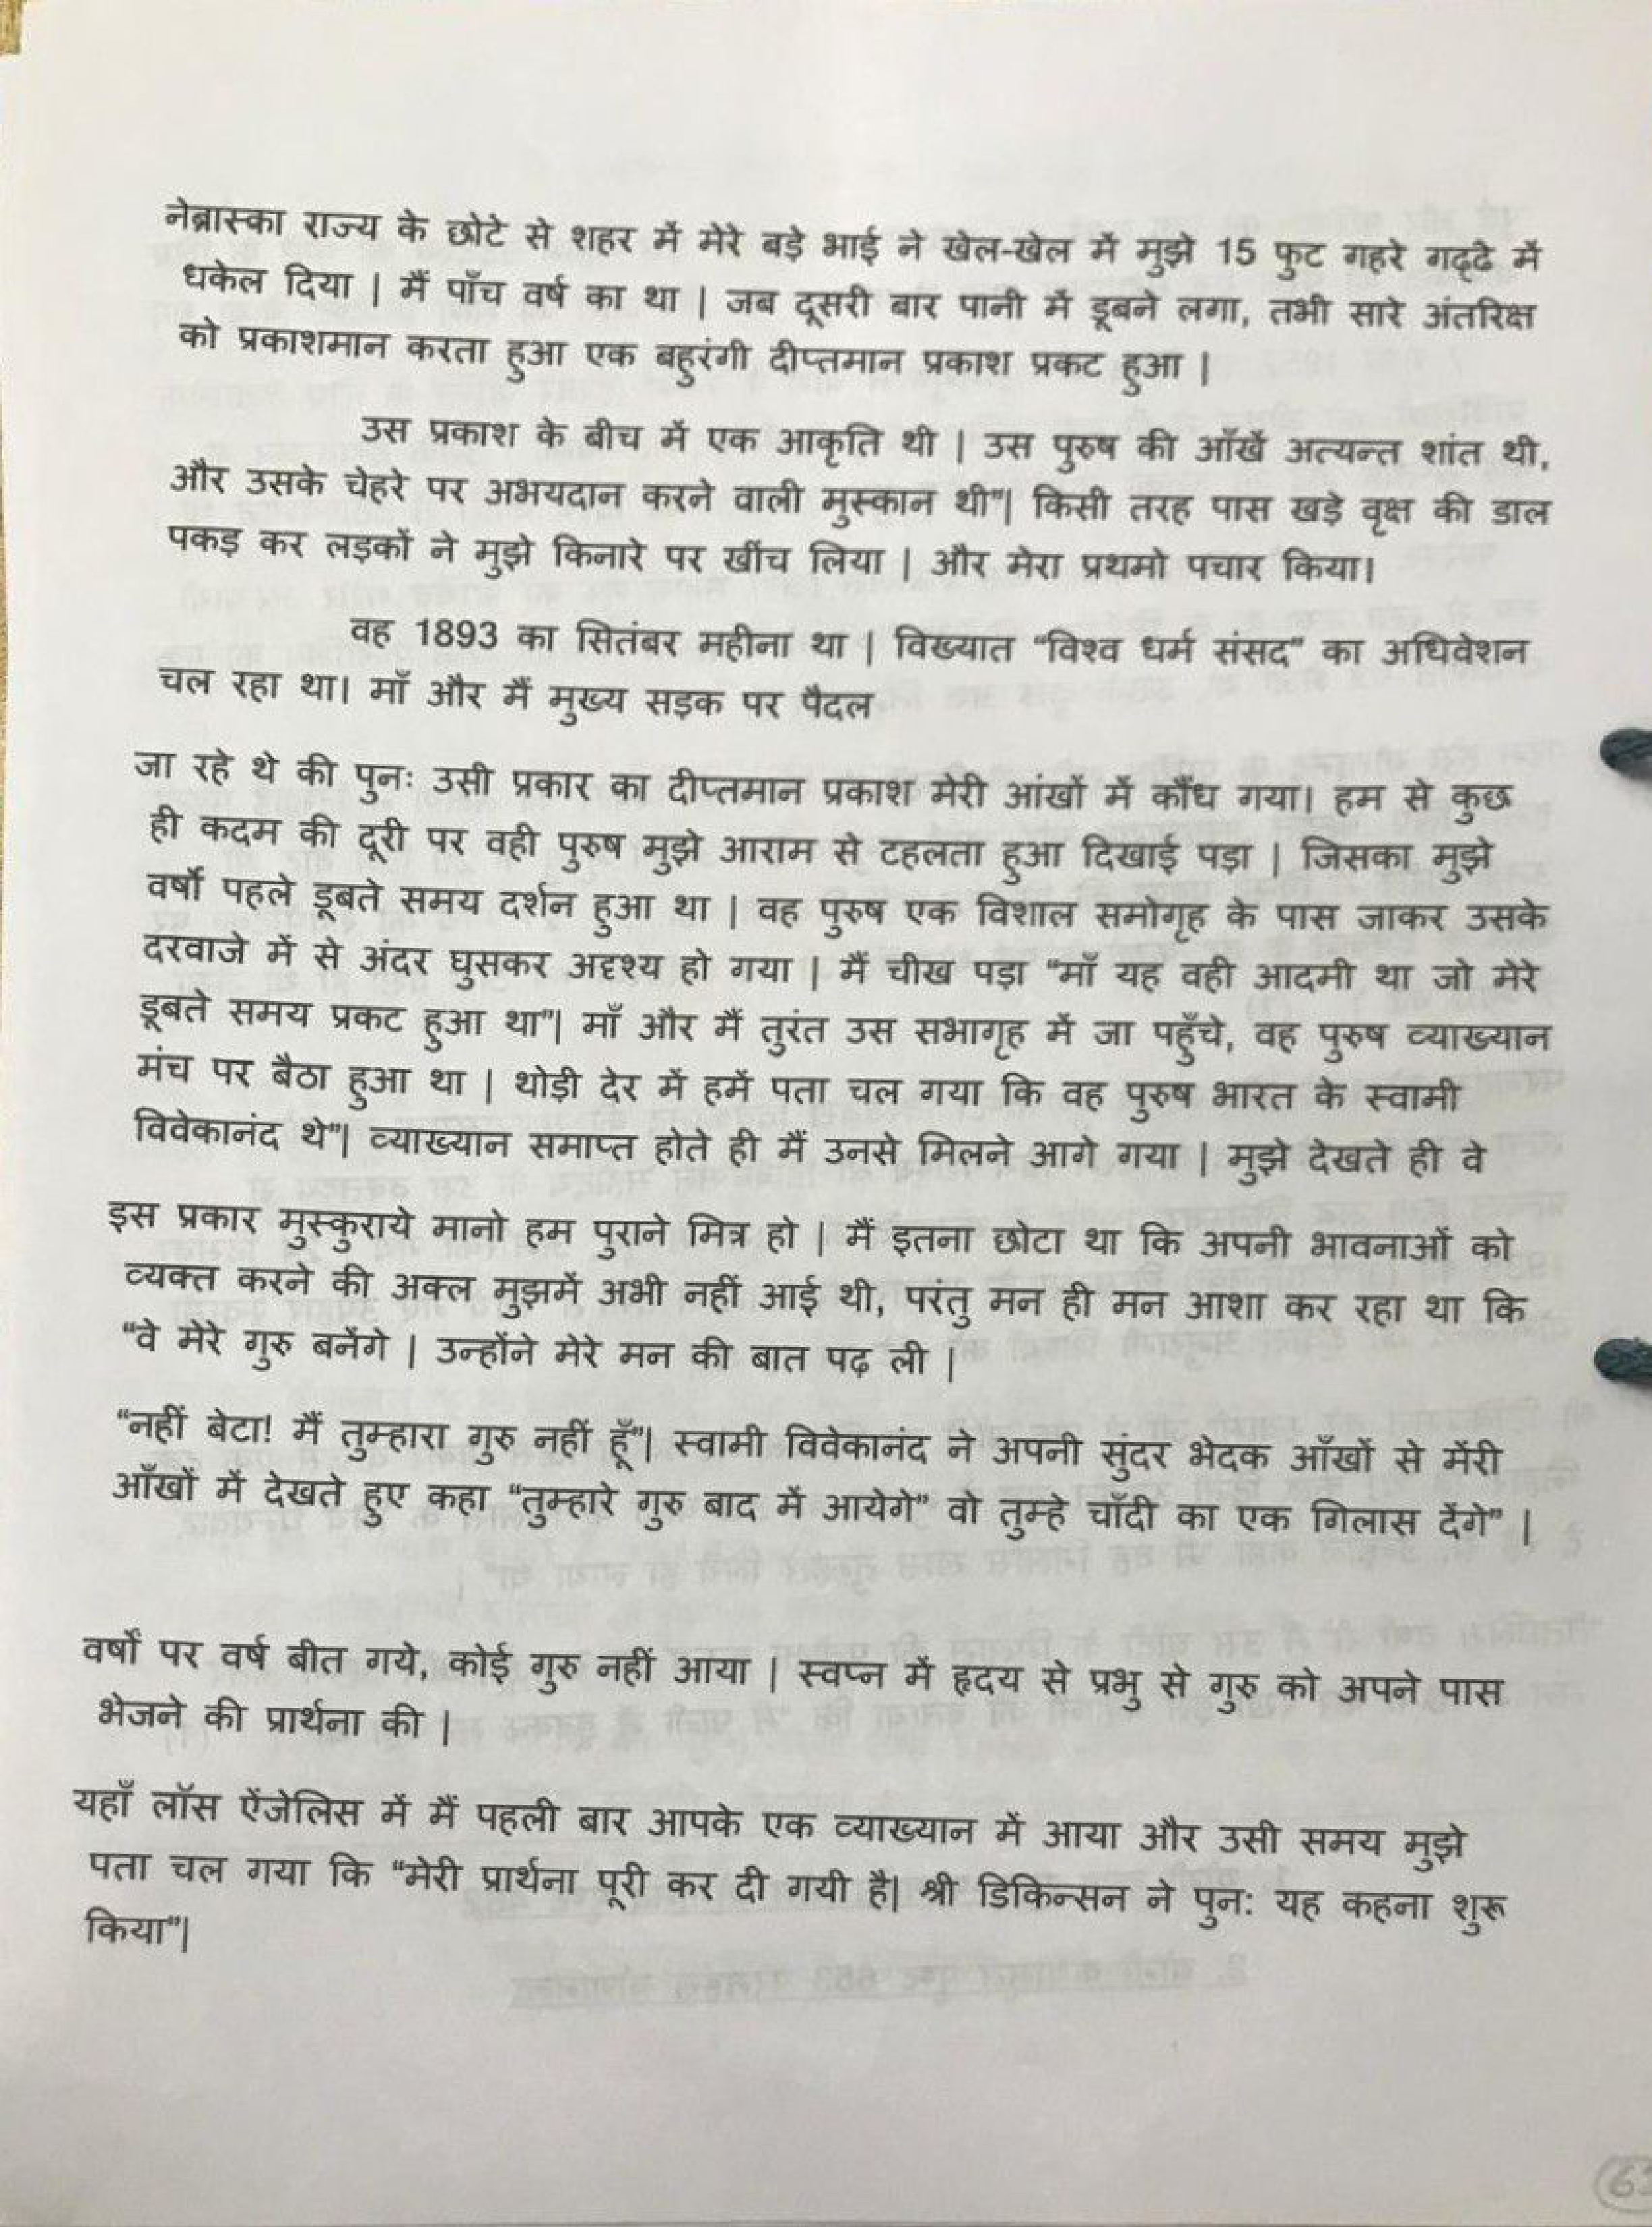 नेब्रास्का राज्य के छोटे से शहर में मेरे बड़े भाई ने खेल-खेल में मुझे 15 फुट गहरे गढ्ढे में
धकेल दिया | मैं पाँच वर्ष का था | जब दूसरी बार पानी में डूबने लगा, तभी सारे अंतरिक्ष
को प्रकाशमान करता हुआ एक बहुरंगी दीप्तमान प्रकाश प्रकट हुआ |
उस प्रकाश के बीच में एक आकृति थी | उस पुरुष की आँखें अत्यन्त शांत थी,
और उसके चेहरे पर अभयदान करने वाली मुस्कान थी"| किसी तरह पास खड़े वृक्ष की डाल
पकड़ कर लड़कों ने मुझे किनारे पर खींच लिया | और मेरा प्रथमो पचार किया।
वह 1893 का सितंबर महीना था | विख्यात “विश्व धर्म संसद” का अधिवेशन
चल रहा था। माँ और मैं मुख्य सड़क पर पैदल
जा रहे थे की पुनः उसी प्रकार का दीप्तमान प्रकाश मेरी आंखों में कौंध गया। हम से कुछ
ही कदम की दूरी पर वही पुरुष मुझे आराम से टहलता हुआ दिखाई पड़ा | जिसका मुझे
वर्षों पहले डूबते समय दर्शन हुआ था | वह पुरुष एक विशाल समोगृह के पास जाकर उसके
दरवाजे में से अंदर घुसकर अदृश्य हो गया | मैं चीख पड़ा “माँ यह वही आदमी था जो मेरे
डूबते समय प्रकट हुआ था"| माँ और मैं तुरंत उस सभागृह में जा पहुँचे, वह पुरुष व्याख्यान
मंच पर बैठा हुआ था | थोड़ी देर में हमें पता चल गया कि वह पुरुष भारत के स्वामी
विवेकानंद थे"| व्याख्यान समाप्त होते ही मैं उनसे मिलने आगे गया | मुझे देखते ही वे
इस प्रकार मुस्कुराये मानो हम पुराने मित्र हो | मैं इतना छोटा था कि अपनी भावनाओं को
व्यक्त करने की अक्ल मुझमें अभी नहीं आई थी, परंतु मन ही मन आशा कर रहा था कि
“वे मेरे गुरु बनेंगे | उन्होंने मेरे मन की बात पढ़ ली |
“नहीं बेटा! मैं तुम्हारा गुरु नहीं हूँ"| स्वामी विवेकानंद ने अपनी सुंदर भेदक आँखों से मेंरी
आँखों में देखते हुए कहा “तुम्हारे गुरु बाद में आयेगे” वो तुम्हे चाँदी का एक गिलास देंगे” |
वर्षों पर वर्ष बीत गये, कोई गुरु नहीं आया | स्वप्न में हृदय से प्रभु से गुरु को अपने पास
भेजने की प्रार्थना की |
यहाँ लॉस ऐंजेलिस में मैं पहली बार आपके एक व्याख्यान में आया और उसी समय मुझे
पता चल गया कि “मेरी प्रार्थना पूरी कर दी गयी है| श्री डिकिन्सन ने पुन: यह कहना शुरू
किया"|